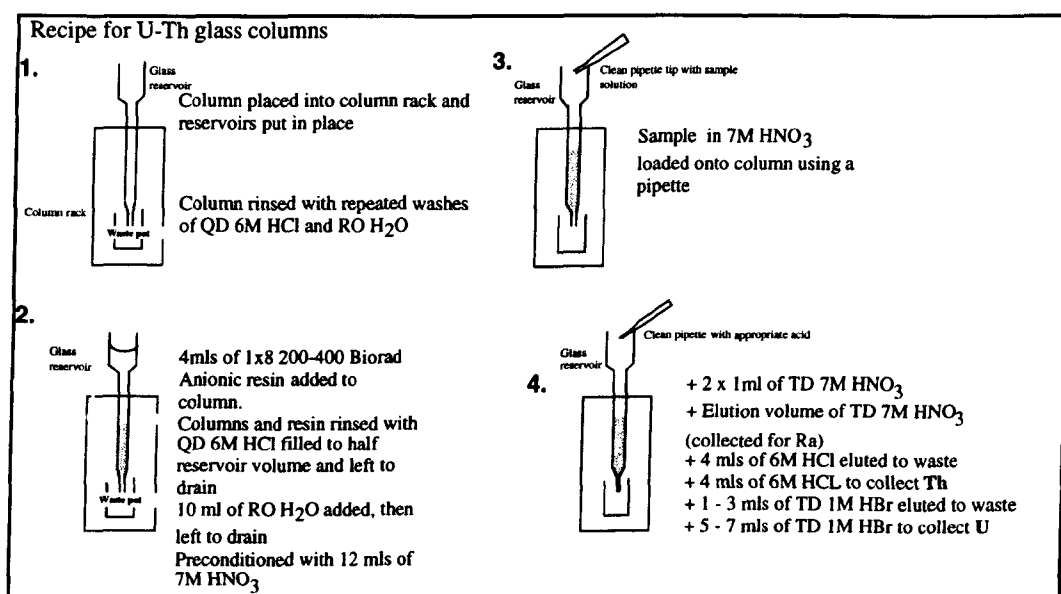 Recipe for U-Th glass columns
1.
Glass
reservoir
Column placed into column rack and
reservoirs put in place
Column rack
Waste pot
Column rinsed with repeated washes
of QD 6M HCl and RO H2O
2.
Glass
reservoir
Waste pot
4mls of 1x8 200-400 Biorad
Anionic resin added to
column.
Columns and resin rinsed with
QD 6M HCl filled to half
reservoir volume and left to
drain
10 ml of RO H2O added, then
left to drain
Preconditioned with 12 mls of
7M HNO3
3.
Glass
reservoir
Clean pipette tip with sample
solution
Sample in 7M HNO3
loaded onto column using a
pipette
4.
Glass
reservoir
Clean pipette with appropriate acid
+ 2 x 1ml of TD 7M HNO3
+ Elution volume of TD 7M HNO3
(collected for Ra)
+ 4 mls of 6M HCl eluted to waste
+ 4 mls of 6M HCL to collect Th
+ 1 - 3 mls of TD 1M HBr eluted to waste
+ 5 - 7 mls of TD 1M HBr to collect U